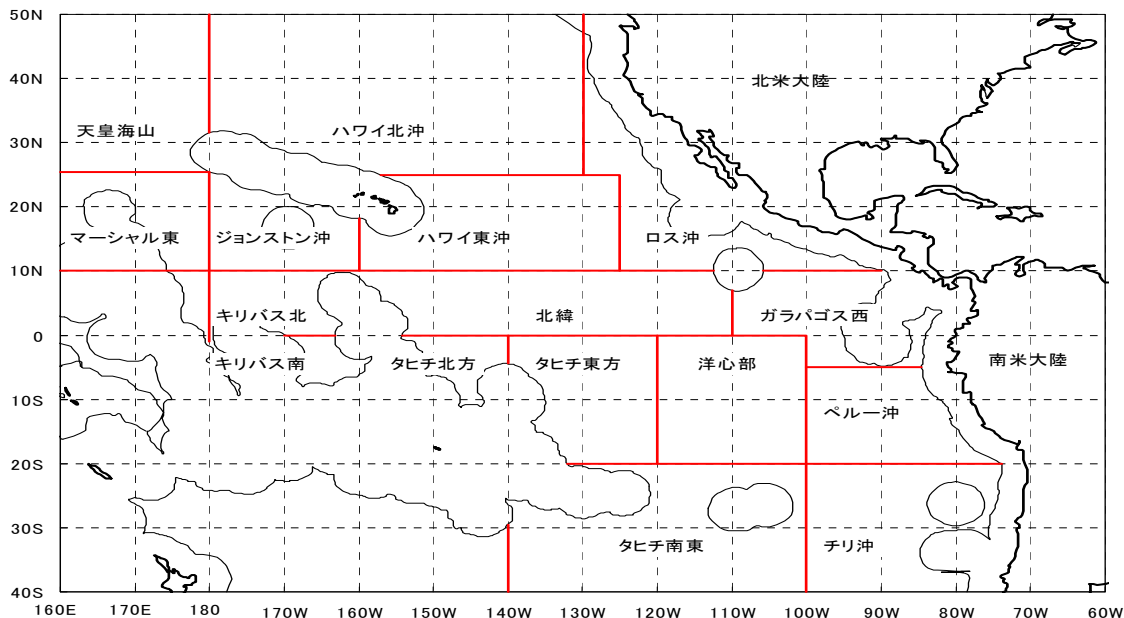 50N
40N
北米大陸
天皇海山
ハワイ北沖
30N
20N
マーシャル東
ジョンストン沖
ハワイ東沖
ロス沖
10N
キリバス北
北緯
ガラパゴス西
0
キリバス南
タヒチ北方
タヒチ東方
洋心部
南米大陸
10S
ペルー沖
20S
30S
タヒチ南東
チリ沖
40S
160E 170E 180 170W 160W 150W 140W 130W 120W 110W 100W 90W 80W 70W 60W